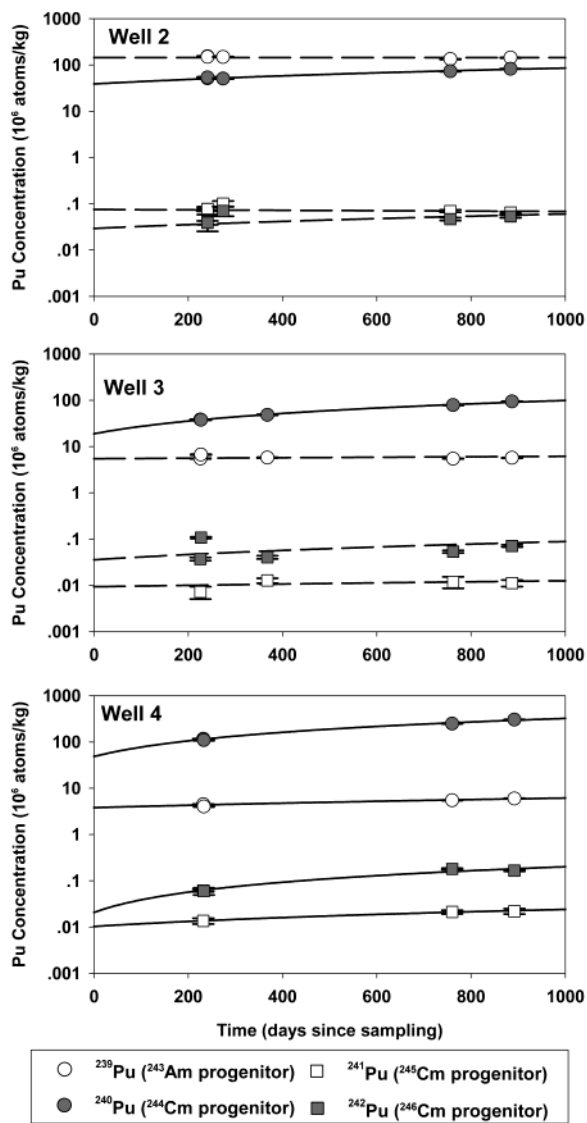 Well 2
Pu Concentration (10⁶ atoms/kg)
1000
100
10
1
.1
.01
.001
0 200 400 600 800 1000
Well 3
Pu Concentration (10⁶ atoms/kg)
1000
100
10
1
.1
.01
.001
0 200 400 600 800 1000
Well 4
Pu Concentration (10⁶ atoms/kg)
1000
100
10
1
.1
.01
.001
0 200 400 600 800 1000
Time (days since sampling)
²³⁹Pu (²⁴³Am progenitor)
²⁴¹Pu (²⁴⁵Cm progenitor)
²⁴⁰Pu (²⁴⁴Cm progenitor)
²⁴²Pu (²⁴⁶Cm progenitor)